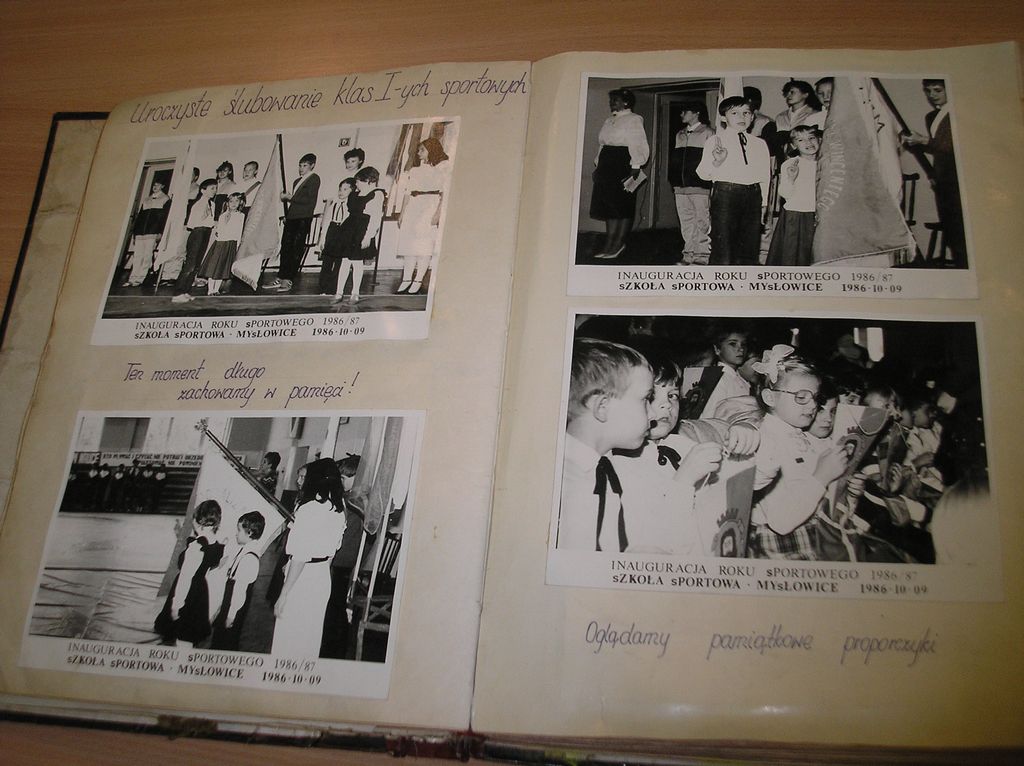 Uroczyste ślubowanie klas I-ych sportowych
INAUGURACJA ROKU sPORTOWEGO 1986/87
sZKOŁA sPORTOWA · MYsŁOWICE 1986·10·09
Ten moment długo
zachowamy w pamięci!
INAUGURACJA ROKU sPORTOWEGO 1986/87
sZKOŁA sPORTOWA · MYsŁOWICE 1986·10·09
INAUGURACJA ROKU sPORTOWEGO 1986/87
sZKOŁA sPORTOWA · MYsŁOWICE 1986·10·09
INAUGURACJA ROKU sPORTOWEGO 1986/87
sZKOŁA sPORTOWA · MYsŁOWICE 1986·10·09
Oglądamy pamiątkowe proporczyki